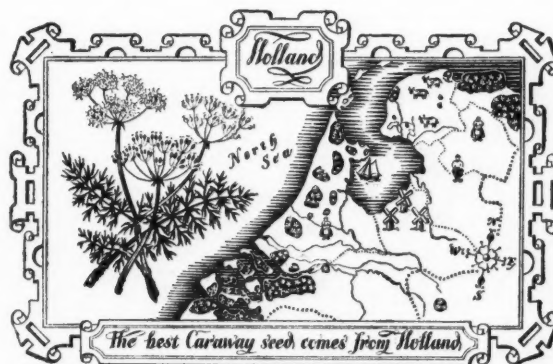 Holland
North
Sea
N
W
E
S
The best Caraway seed comes from Holland